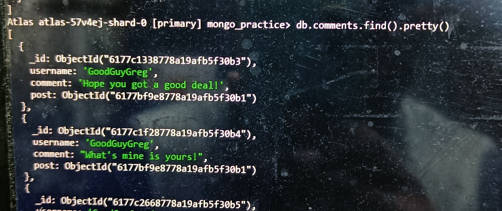 ]
Atlas atlas-57v4ej-shard-0 [primary] mongo_practice> db.comments.find().pretty()
[
{
_id: ObjectId("6177c1338778a19afb5f30b3"),
username: 'GoodGuyGreg',
comment: 'Hope you got a good deal!',
post: ObjectId("6177bf9e8778a19afb5f30b1")
},
{
_id: ObjectId("6177c1f28778a19afb5f30b4"),
username: 'GoodGuyGreg',
comment: "What's mine is yours!",
post: ObjectId("6177bf9e8778a19afb5f30b1")
},
{
_id: ObjectId("6177c2668778a19afb5f30b5"),